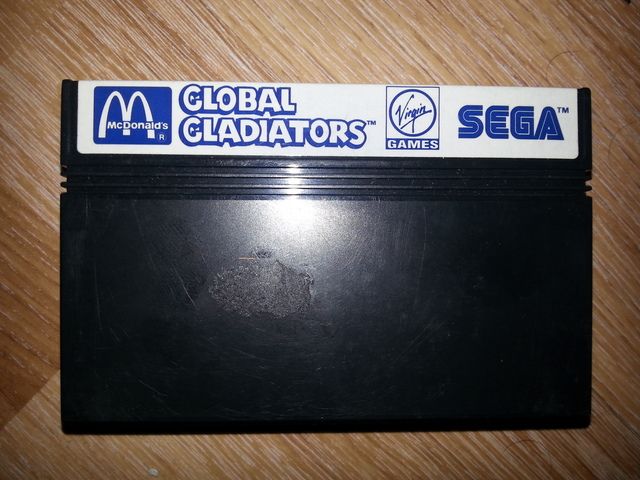 McDonald's
R
GLOBAL
GLADIATORS™
Virgin
GAMES
SEGA™